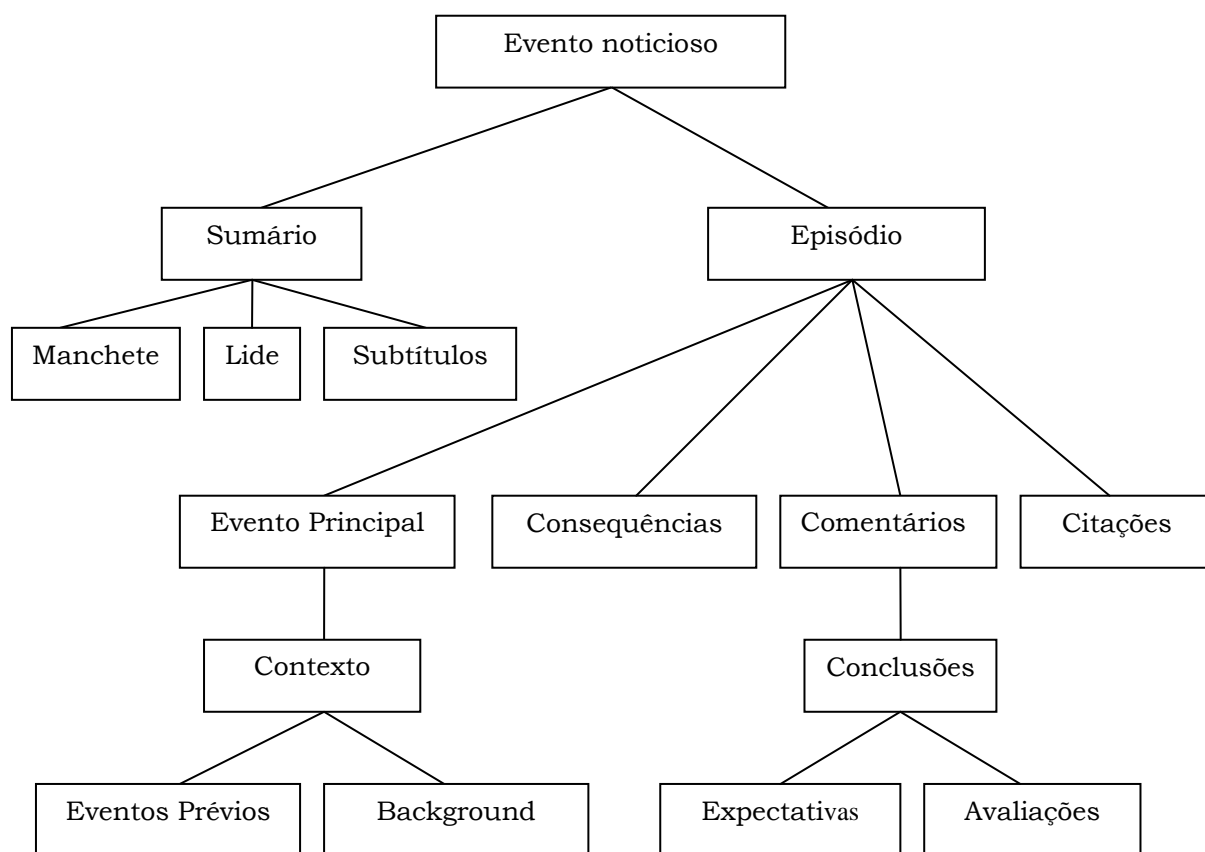 Evento noticioso
Sumário
Episódio
Manchete
Lide
Subtítulos
Evento Principal
Consequências
Comentários
Citações
Contexto
Conclusões
Eventos Prévios
Background
Expectativas
Avaliações